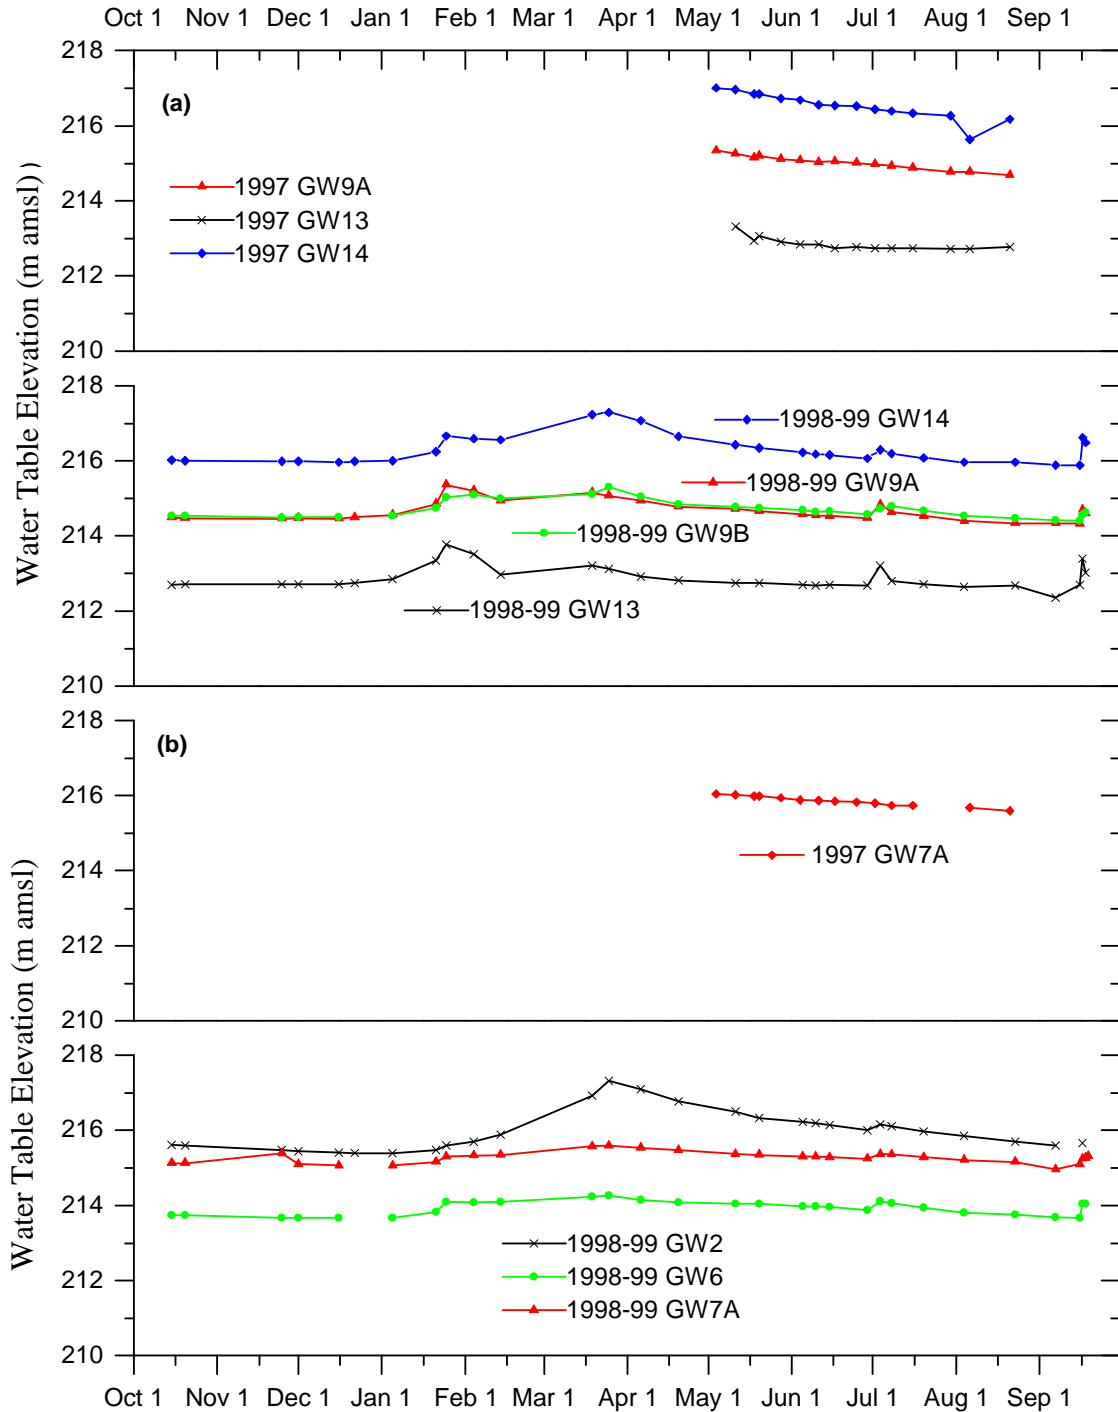 Oct 1 Nov 1 Dec 1 Jan 1 Feb 1 Mar 1 Apr 1 May 1 Jun 1 Jul 1 Aug 1 Sep 1
218
(a)
216
1997 GW9A
214
1997 GW13
1997 GW14
212
210
Water Table Elevation (m amsl))
218
1998-99 GW14
216
1998-99 GW9A
214
1998-99 GW9B
212
1998-99 GW13
210
218
(b)
216
1997 GW7A
214
212
210
Water Table Elevation (m amsl)
218
216
214
1998-99 GW2
1998-99 GW6
212
1998-99 GW7A
210
Oct 1 Nov 1 Dec 1 Jan 1 Feb 1 Mar 1 Apr 1 May 1 Jun 1 Jul 1 Aug 1 Sep 1